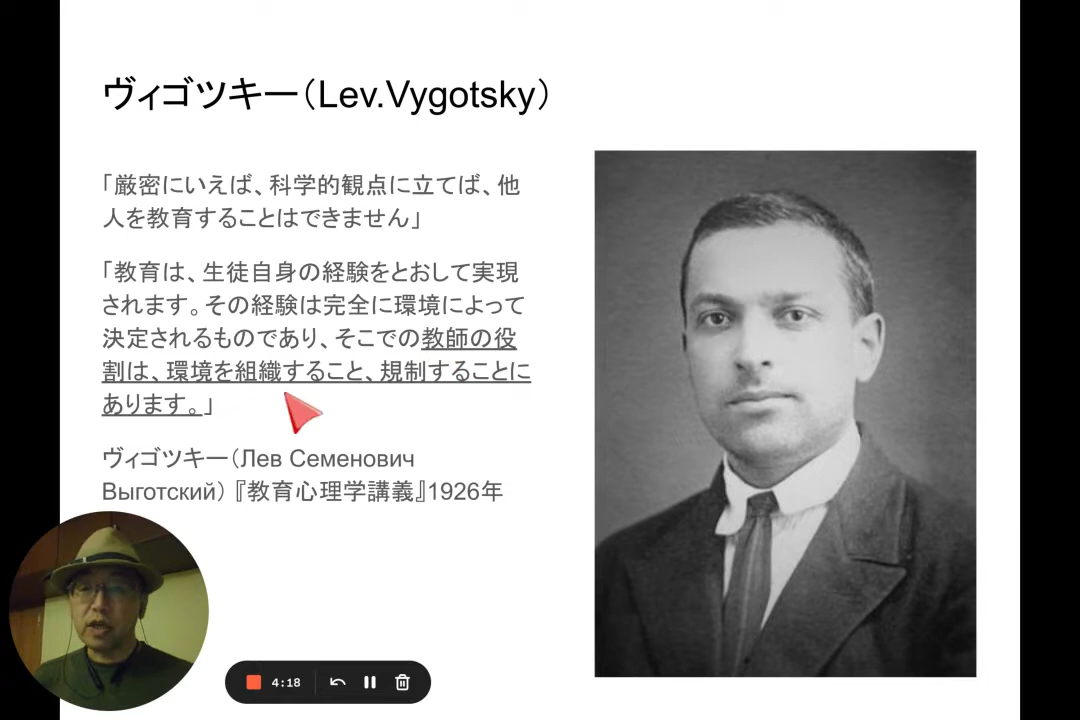 ヴィゴツキー（Lev.Vygotsky）
「厳密にいえば、科学的観点に立てば、他
人を教育することはできません」
「教育は、生徒自身の経験をとおして実現
されます。その経験は完全に環境によって
決定されるものであり、そこでの教師の役
割は、環境を組織すること、規制することに
あります。」
ヴィゴツキー（Лев Семенович
Выготский）『教育心理学講義』1926年
4:18